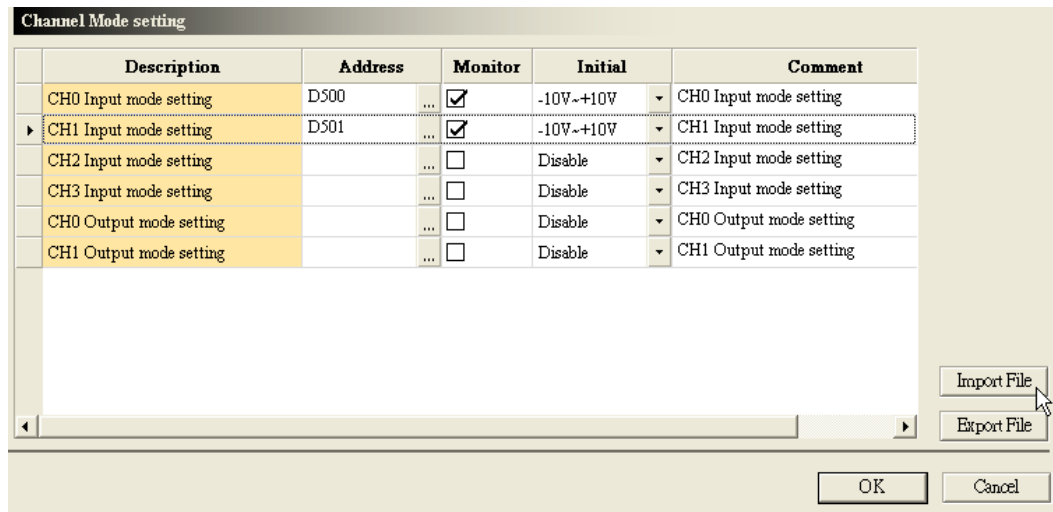 Channel Mode setting
Description Address Monitor Initial Comment
CH0 Input mode setting D500 ... -10V~+10V CH0 Input mode setting
CH1 Input mode setting D501 ... -10V~+10V CH1 Input mode setting
CH2 Input mode setting ... Disable CH2 Input mode setting
CH3 Input mode setting ... Disable CH3 Input mode setting
CH0 Output mode setting ... Disable CH0 Output mode setting
CH1 Output mode setting ... Disable CH1 Output mode setting
Import File
Export File
OK Cancel